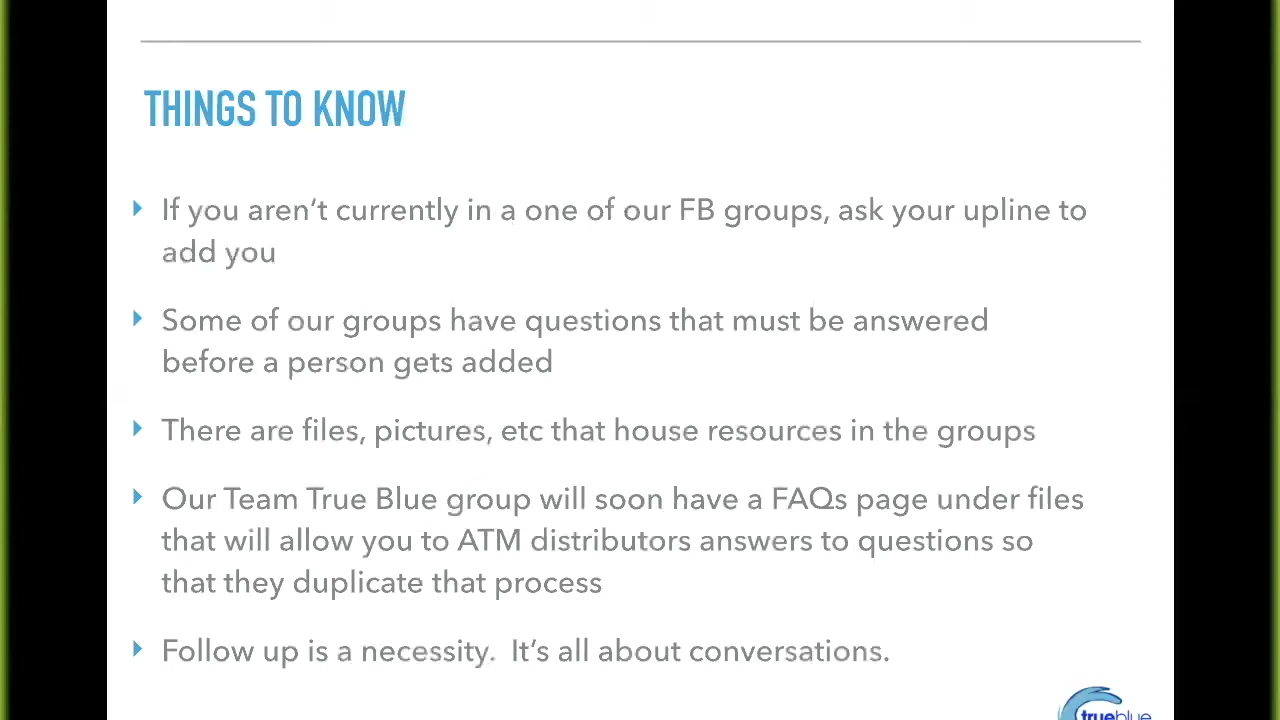 THINGS TO KNOW
If you aren't currently in a one of our FB groups, ask your upline to
add you
Some of our groups have questions that must be answered
before a person gets added
There are files, pictures, etc that house resources in the groups
Our Team True Blue group will soon have a FAQs page under files
that will allow you to ATM distributors answers to questions so
that they duplicate that process
Follow up is a necessity.  It's all about conversations.
trueblue